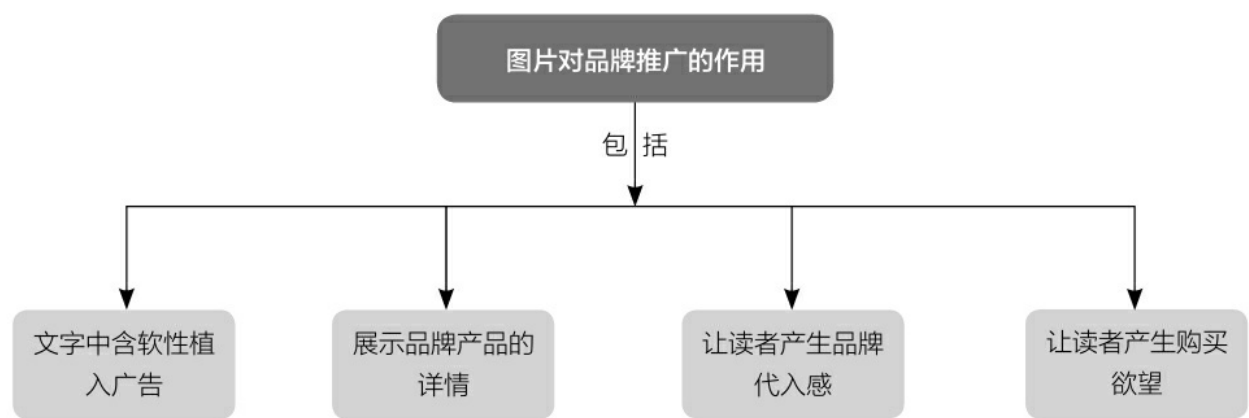 图片对品牌推广的作用
包括
文字中含软性植
入广告
展示品牌产品的
详情
让读者产生品牌
代入感
让读者产生购买
欲望